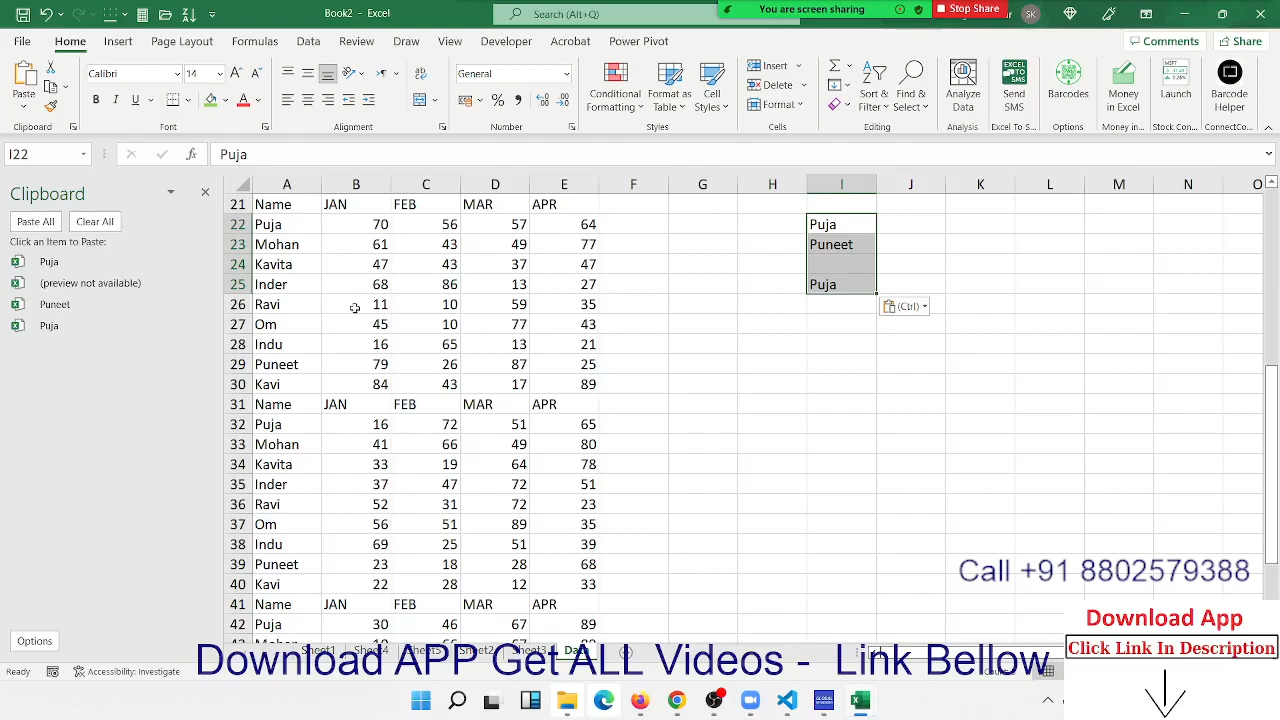 Book2 - Excel
Search (Alt+Q)
You are screen sharing
Stop Share
SK
File Home Insert Page Layout Formulas Data Review Draw View Developer Acrobat Help Power Pivot
Comments Share
Paste
Calibri 14
General
Conditional Formatting
Format as Table
Cell Styles
Insert
Delete
Format
Sort & Filter
Find & Select
Analyze Data
Send SMS
Barcodes
Money in Excel
Launch
Barcode Helper
Clipboard Font Alignment Number Styles Cells Editing Analysis Excel To S... Options Money in... Stock Con... ConnectCo...
I22 fx Puja
Clipboard
Paste All Clear All
Click an Item to Paste:
Puja
(preview not available)
Puneet
Puja
Options
A B C D E F G H I J K L M N O
21 Name JAN FEB MAR APR
22 Puja 70 56 57 64 Puja
23 Mohan 61 43 49 77 Puneet
24 Kavita 47 43 37 47
25 Inder 68 86 13 27 Puja
26 Ravi 11 10 59 35 (Ctrl)
27 Om 45 10 77 43
28 Indu 16 65 13 21
29 Puneet 79 26 87 25
30 Kavi 84 43 17 89
31 Name JAN FEB MAR APR
32 Puja 16 72 51 65
33 Mohan 41 66 49 80
34 Kavita 33 19 64 78
35 Inder 37 47 72 51
36 Ravi 52 31 72 23
37 Om 56 51 89 35
38 Indu 69 25 51 39
39 Puneet 23 18 28 68
40 Kavi 22 28 12 33
41 Name JAN FEB MAR APR
42 Puja 30 46 67 89
Call +91 8802579388
Download App
Click Link In Description
Download APP Get ALL Videos - Link Bellow
Ready Accessibility: Investigate